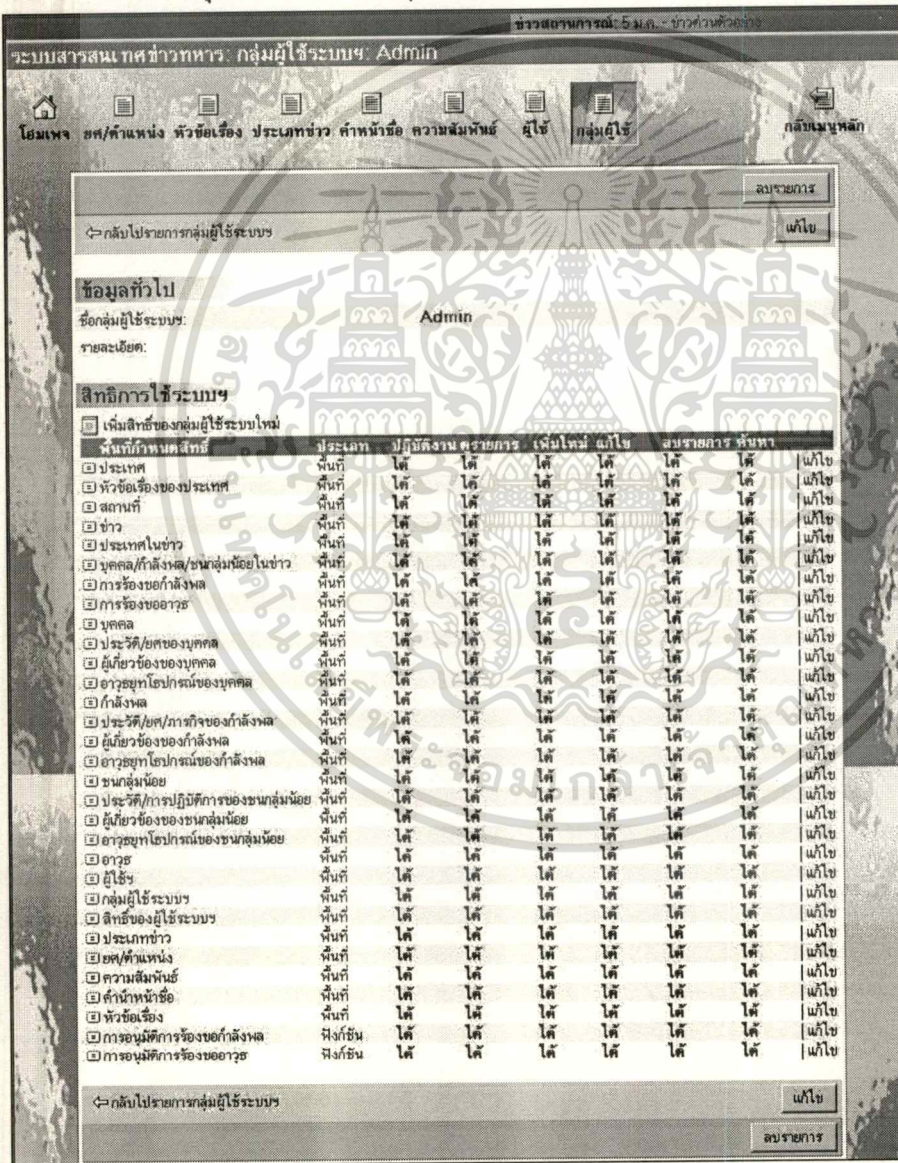 ข่าวสถานการณ์: 5 ม.ค. - ข่าวด่วนตัวอย่าง
ระบบสารสนเทศข่าวทหาร: กลุ่มผู้ใช้ระบบฯ: Admin
โฮมเพจ ยศ/ตำแหน่ง หัวข้อเรื่อง ประเภทข่าว คำหน้าชื่อ ความสัมพันธ์ ผู้ใช้ กลุ่มผู้ใช้ กลับเมนูหลัก
ลบรายการ
กลับไปรายการกลุ่มผู้ใช้ระบบฯ แก้ไข
ข้อมูลทั่วไป
ชื่อกลุ่มผู้ใช้ระบบฯ: Admin
รายละเอียด:
สิทธิการใช้ระบบฯ
เพิ่มสิทธิ์ของกลุ่มผู้ใช้ระบบใหม่
พื้นที่กำหนดสิทธิ์ ประเภท ปฏิบัติงาน ดูรายการ เพิ่มใหม่ แก้ไข ลบรายการ ค้นหา
ประเทศ พื้นที่ ได้ ได้ ได้ ได้ ได้ ได้ | แก้ไข
หัวข้อเรื่องของประเทศ พื้นที่ ได้ ได้ ได้ ได้ ได้ ได้ | แก้ไข
สถานที่ พื้นที่ ได้ ได้ ได้ ได้ ได้ ได้ | แก้ไข
ข่าว พื้นที่ ได้ ได้ ได้ ได้ ได้ ได้ | แก้ไข
ประเทศในข่าว พื้นที่ ได้ ได้ ได้ ได้ ได้ ได้ | แก้ไข
บุคคล/กำลังพล/ชนกลุ่มน้อยในข่าว พื้นที่ ได้ ได้ ได้ ได้ ได้ ได้ | แก้ไข
การร้องขอกำลังพล พื้นที่ ได้ ได้ ได้ ได้ ได้ ได้ | แก้ไข
การร้องขออาวุธ พื้นที่ ได้ ได้ ได้ ได้ ได้ ได้ | แก้ไข
บุคคล พื้นที่ ได้ ได้ ได้ ได้ ได้ ได้ | แก้ไข
ประวัติ/ยศของบุคคล พื้นที่ ได้ ได้ ได้ ได้ ได้ ได้ | แก้ไข
ผู้เกี่ยวข้องของบุคคล พื้นที่ ได้ ได้ ได้ ได้ ได้ ได้ | แก้ไข
อาวุธยุทโธปกรณ์ของบุคคล พื้นที่ ได้ ได้ ได้ ได้ ได้ ได้ | แก้ไข
กำลังพล พื้นที่ ได้ ได้ ได้ ได้ ได้ ได้ | แก้ไข
ประวัติ/ยศ/ภารกิจของกำลังพล พื้นที่ ได้ ได้ ได้ ได้ ได้ ได้ | แก้ไข
ผู้เกี่ยวข้องของกำลังพล พื้นที่ ได้ ได้ ได้ ได้ ได้ ได้ | แก้ไข
อาวุธยุทโธปกรณ์ของกำลังพล พื้นที่ ได้ ได้ ได้ ได้ ได้ ได้ | แก้ไข
ชนกลุ่มน้อย พื้นที่ ได้ ได้ ได้ ได้ ได้ ได้ | แก้ไข
ประวัติ/การปฏิบัติการของชนกลุ่มน้อย พื้นที่ ได้ ได้ ได้ ได้ ได้ ได้ | แก้ไข
ผู้เกี่ยวข้องของชนกลุ่มน้อย พื้นที่ ได้ ได้ ได้ ได้ ได้ ได้ | แก้ไข
อาวุธยุทโธปกรณ์ของชนกลุ่มน้อย พื้นที่ ได้ ได้ ได้ ได้ ได้ ได้ | แก้ไข
อาวุธ พื้นที่ ได้ ได้ ได้ ได้ ได้ ได้ | แก้ไข
ผู้ใช้ฯ พื้นที่ ได้ ได้ ได้ ได้ ได้ ได้ | แก้ไข
กลุ่มผู้ใช้ระบบฯ พื้นที่ ได้ ได้ ได้ ได้ ได้ ได้ | แก้ไข
สิทธิ์ของผู้ใช้ระบบฯ พื้นที่ ได้ ได้ ได้ ได้ ได้ ได้ | แก้ไข
ประเภทข่าว พื้นที่ ได้ ได้ ได้ ได้ ได้ ได้ | แก้ไข
ยศ/ตำแหน่ง พื้นที่ ได้ ได้ ได้ ได้ ได้ ได้ | แก้ไข
ความสัมพันธ์ พื้นที่ ได้ ได้ ได้ ได้ ได้ ได้ | แก้ไข
คำนำหน้าชื่อ พื้นที่ ได้ ได้ ได้ ได้ ได้ ได้ | แก้ไข
หัวข้อเรื่อง พื้นที่ ได้ ได้ ได้ ได้ ได้ ได้ | แก้ไข
การอนุมัติการร้องขอกำลังพล ฟังก์ชัน ได้ ได้ ได้ ได้ ได้ ได้ | แก้ไข
การอนุมัติการร้องขออาวุธ ฟังก์ชัน ได้ ได้ ได้ ได้ ได้ ได้ | แก้ไข
กลับไปรายการกลุ่มผู้ใช้ระบบฯ แก้ไข
ลบรายการ